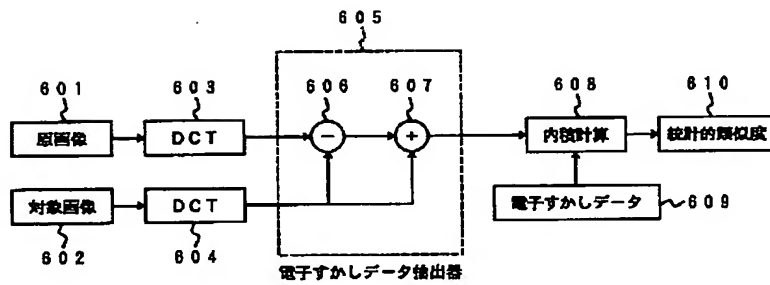 605
601
603
606
607
608
610
原画像
DCT
−
+
内積計算
統計的類似度
対象画像
DCT
電子すかしデータ
609
602
604
電子すかしデータ抽出器